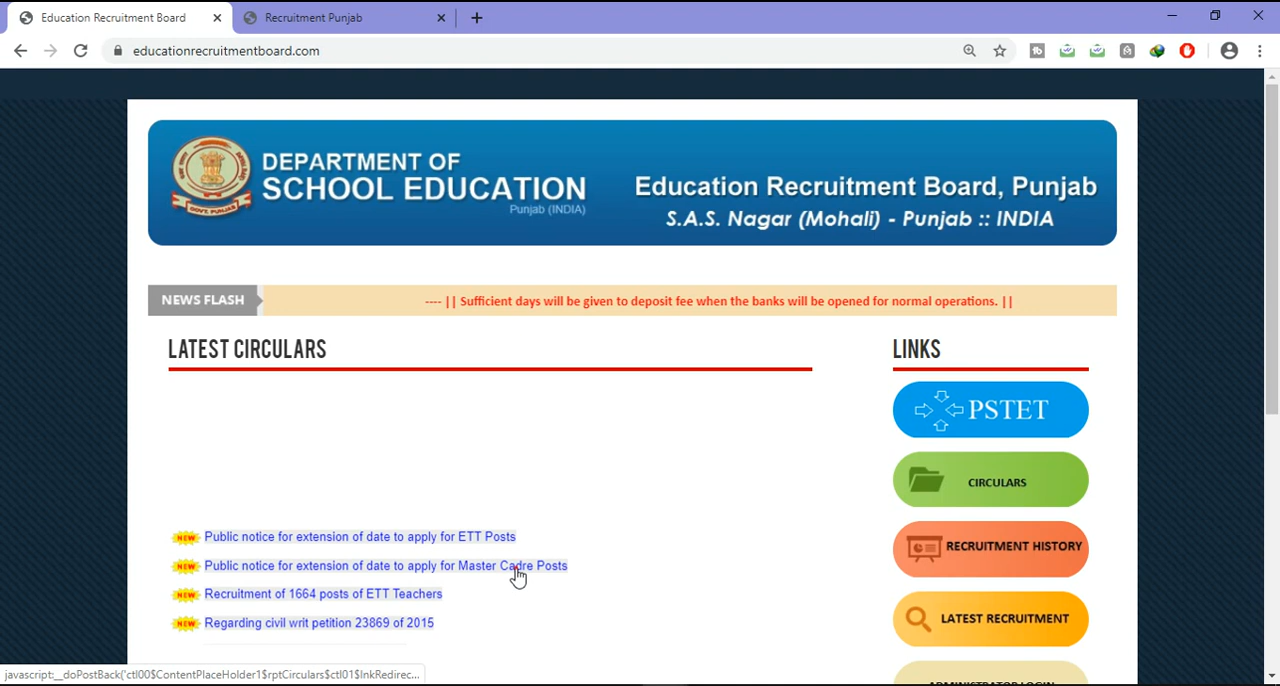 Education Recruitment Board
Recruitment Punjab
educationrecruitmentboard.com
DEPARTMENT OF
SCHOOL EDUCATION
Punjab (INDIA)
Education Recruitment Board, Punjab
S.A.S. Nagar (Mohali) - Punjab :: INDIA
NEWS FLASH
---- || Sufficient days will be given to deposit fee when the banks will be opened for normal operations. ||
LATEST CIRCULARS
LINKS
PSTET
CIRCULARS
NEW Public notice for extension of date to apply for ETT Posts
RECRUITMENT HISTORY
NEW Public notice for extension of date to apply for Master Cadre Posts
NEW Recruitment of 1664 posts of ETT Teachers
NEW Regarding civil writ petition 23869 of 2015
LATEST RECRUITMENT
ADMINISTRATOR LOGIN
javascript:__doPostBack('ctl00$ContentPlaceHolder1$rptCirculars$ctl01$lnkRedirec...